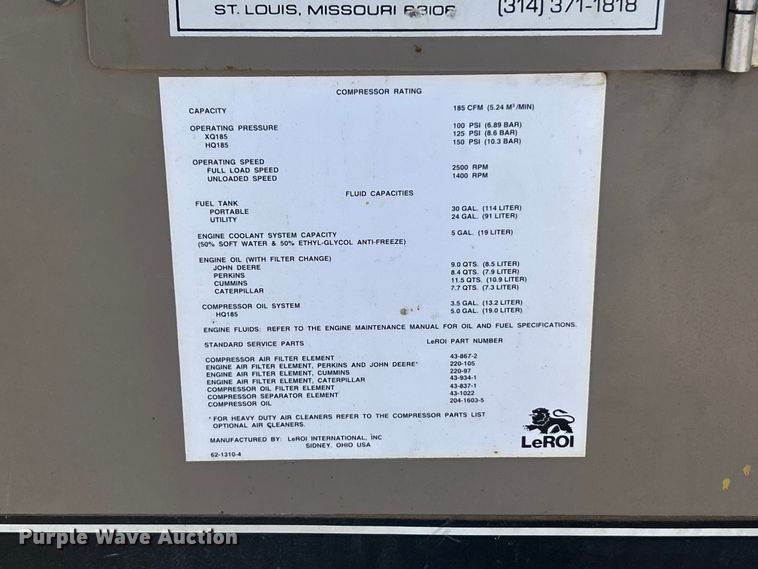 ST. LOUIS, MISSOURI 63106 (314) 371-1818
COMPRESSOR RATING
CAPACITY 185 CFM (5.24 M³/MIN)
OPERATING PRESSURE 100 PSI (6.89 BAR)
XQ185 125 PSI (8.6 BAR)
HQ185 150 PSI (10.3 BAR)
OPERATING SPEED
FULL LOAD SPEED 2500 RPM
UNLOADED SPEED 1400 RPM
FLUID CAPACITIES
FUEL TANK
PORTABLE 30 GAL. (114 LITER)
UTILITY 24 GAL. (91 LITER)
ENGINE COOLANT SYSTEM CAPACITY 5 GAL. (19 LITER)
(50% SOFT WATER & 50% ETHYL-GLYCOL ANTI-FREEZE)
ENGINE OIL (WITH FILTER CHANGE)
JOHN DEERE 9.0 QTS. (8.5 LITER)
PERKINS 8.4 QTS. (7.9 LITER)
CUMMINS 11.5 QTS. (10.9 LITER)
CATERPILLAR 7.7 QTS. (7.3 LITER)
COMPRESSOR OIL SYSTEM 3.5 GAL. (13.2 LITER)
HQ185 5.0 GAL. (19.0 LITER)
ENGINE FLUIDS: REFER TO THE ENGINE MAINTENANCE MANUAL FOR OIL AND FUEL SPECIFICATIONS.
STANDARD SERVICE PARTS LeROI PART NUMBER
COMPRESSOR AIR FILTER ELEMENT 43-867-2
ENGINE AIR FILTER ELEMENT, PERKINS AND JOHN DEERE* 220-105
ENGINE AIR FILTER ELEMENT, CUMMINS 220-97
ENGINE AIR FILTER ELEMENT, CATERPILLAR 43-934-1
COMPRESSOR OIL FILTER ELEMENT 43-837-1
COMPRESSOR SEPARATOR ELEMENT 43-1022
COMPRESSOR OIL 204-1603-5
*FOR HEAVY DUTY AIR CLEANERS REFER TO THE COMPRESSOR PARTS LIST
OPTIONAL AIR CLEANERS.
MANUFACTURED BY: LeROI INTERNATIONAL, INC
SIDNEY, OHIO USA
LeROI
62-1310-4
Purple Wave Auction